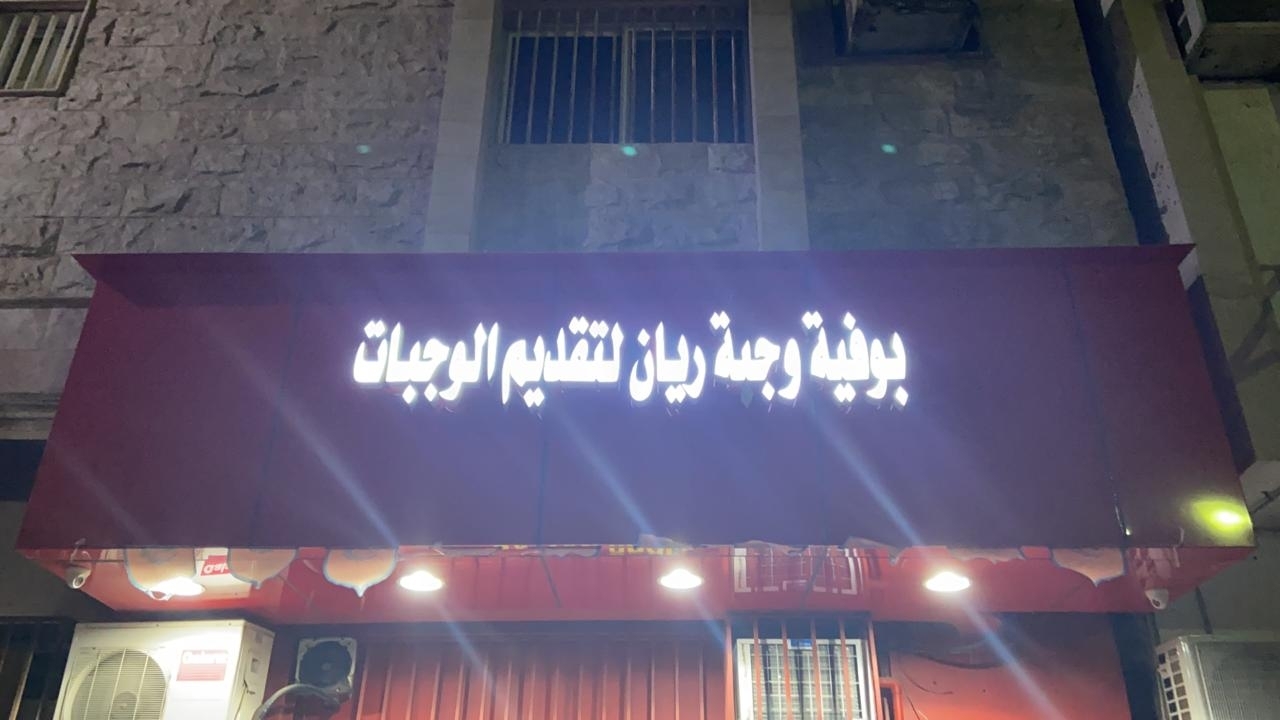 بوفية وجبة ريان لتقديم الوجبات